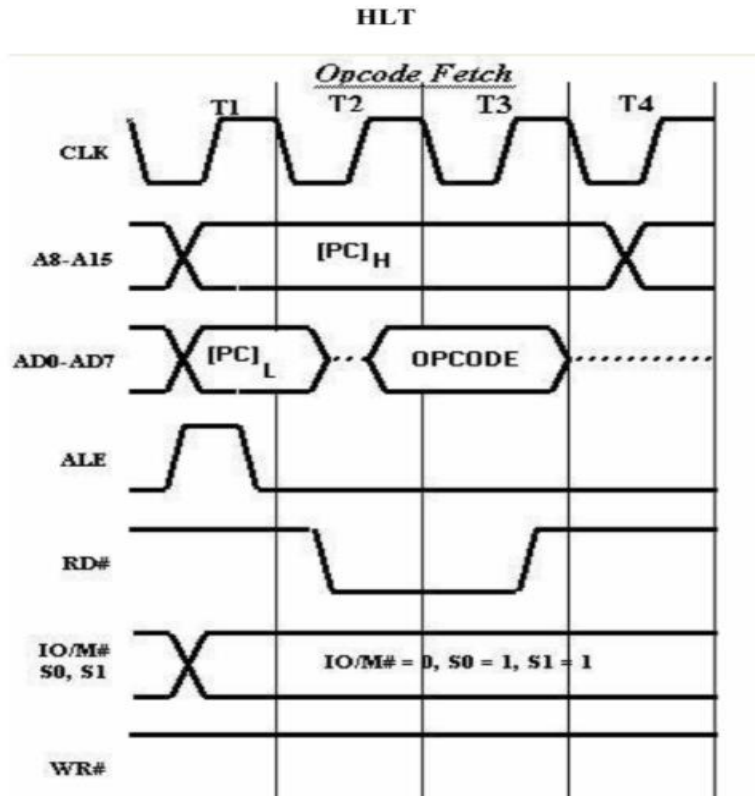 HLT
Opcode Fetch
T1 T2 T3 T4
CLK
A8-A15 [PC]H
AD0-AD7 [PC]L OPCODE
ALE
RD#
IO/M#
S0, S1 IO/M# = 0, S0 = 1, S1 = 1
WR#